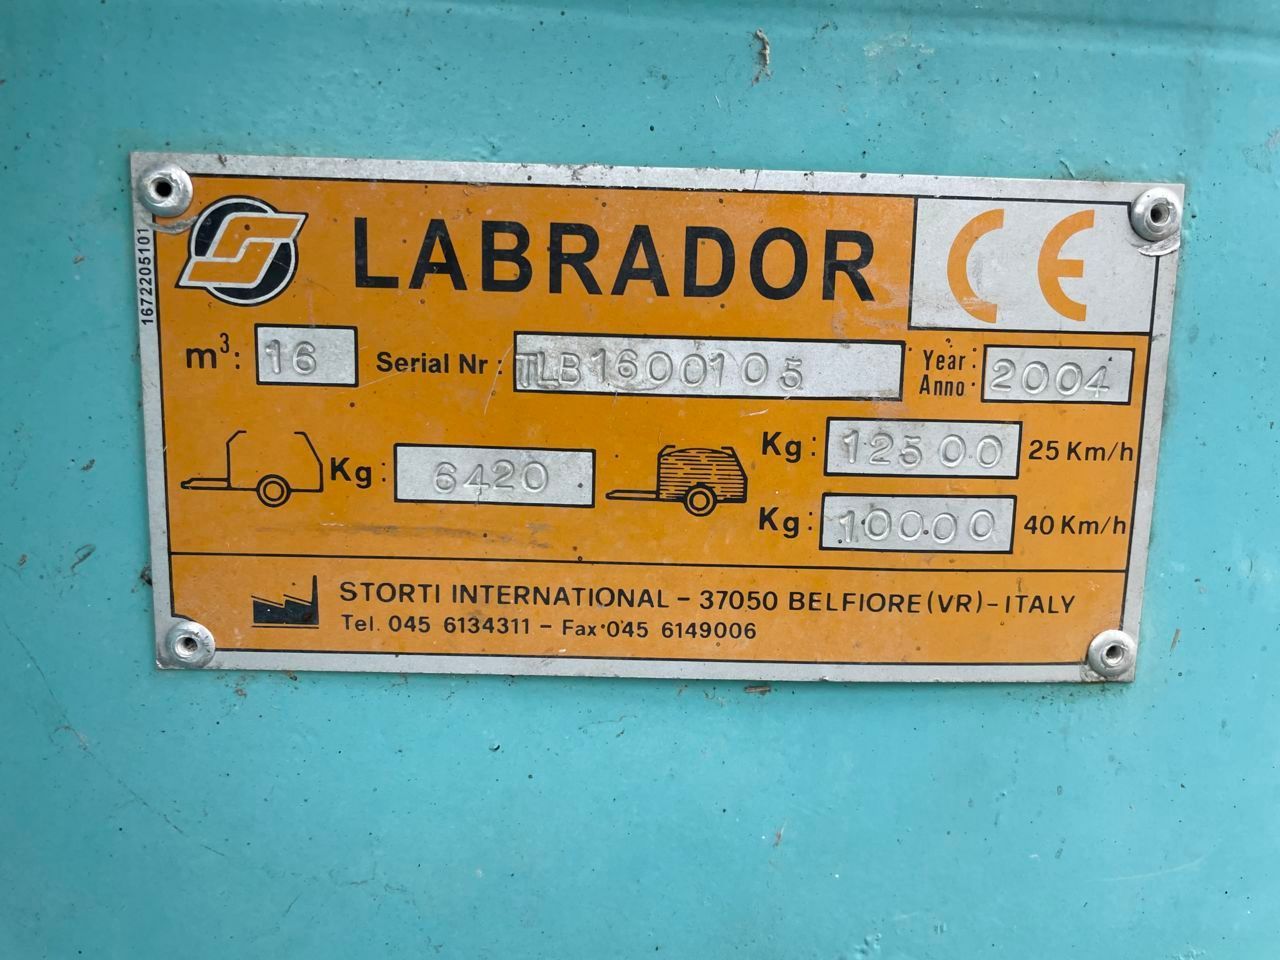 LABRADOR
CE
1672205101
m³: 16 Serial Nr: TLB1600105 Year: Anno: 2004
Kg: 6420 Kg: 12500 25 Km/h
Kg: 10000 40 Km/h
STORTI INTERNATIONAL - 37050 BELFIORE (VR) - ITALY
Tel. 045 6134311 - Fax 045 6149006